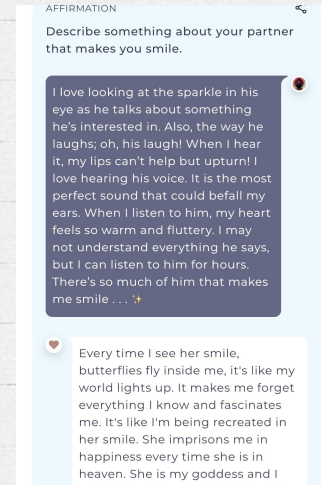 AFFIRMATION
Describe something about your partner
that makes you smile.
I love looking at the sparkle in his
eye as he talks about something
he's interested in. Also, the way he
laughs; oh, his laugh! When I hear
it, my lips can't help but upturn! I
love hearing his voice. It is the most
perfect sound that could befall my
ears. When I listen to him, my heart
feels so warm and fluttery. I may
not understand everything he says,
but I can listen to him for hours.
There's so much of him that makes
me smile . . . ✨
Every time I see her smile,
butterflies fly inside me, it's like my
world lights up. It makes me forget
everything I know and fascinates
me. It's like I'm being recreated in
her smile. She imprisons me in
happiness every time she is in
heaven. She is my goddess and I